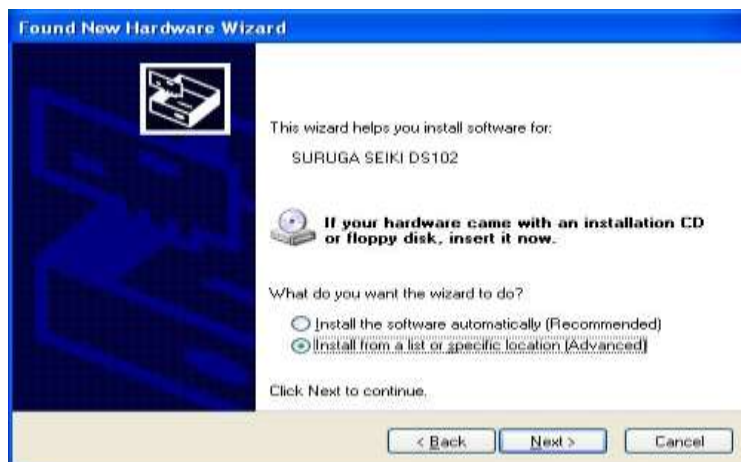 Found New Hardware Wizard
This wizard helps you install software for:
SURUGA SEIKI DS102
If your hardware came with an installation CD
or floppy disk, insert it now.
What do you want the wizard to do?
Install the software automatically (Recommended)
Install from a list or specific location (Advanced)
Click Next to continue.
< Back Next > Cancel